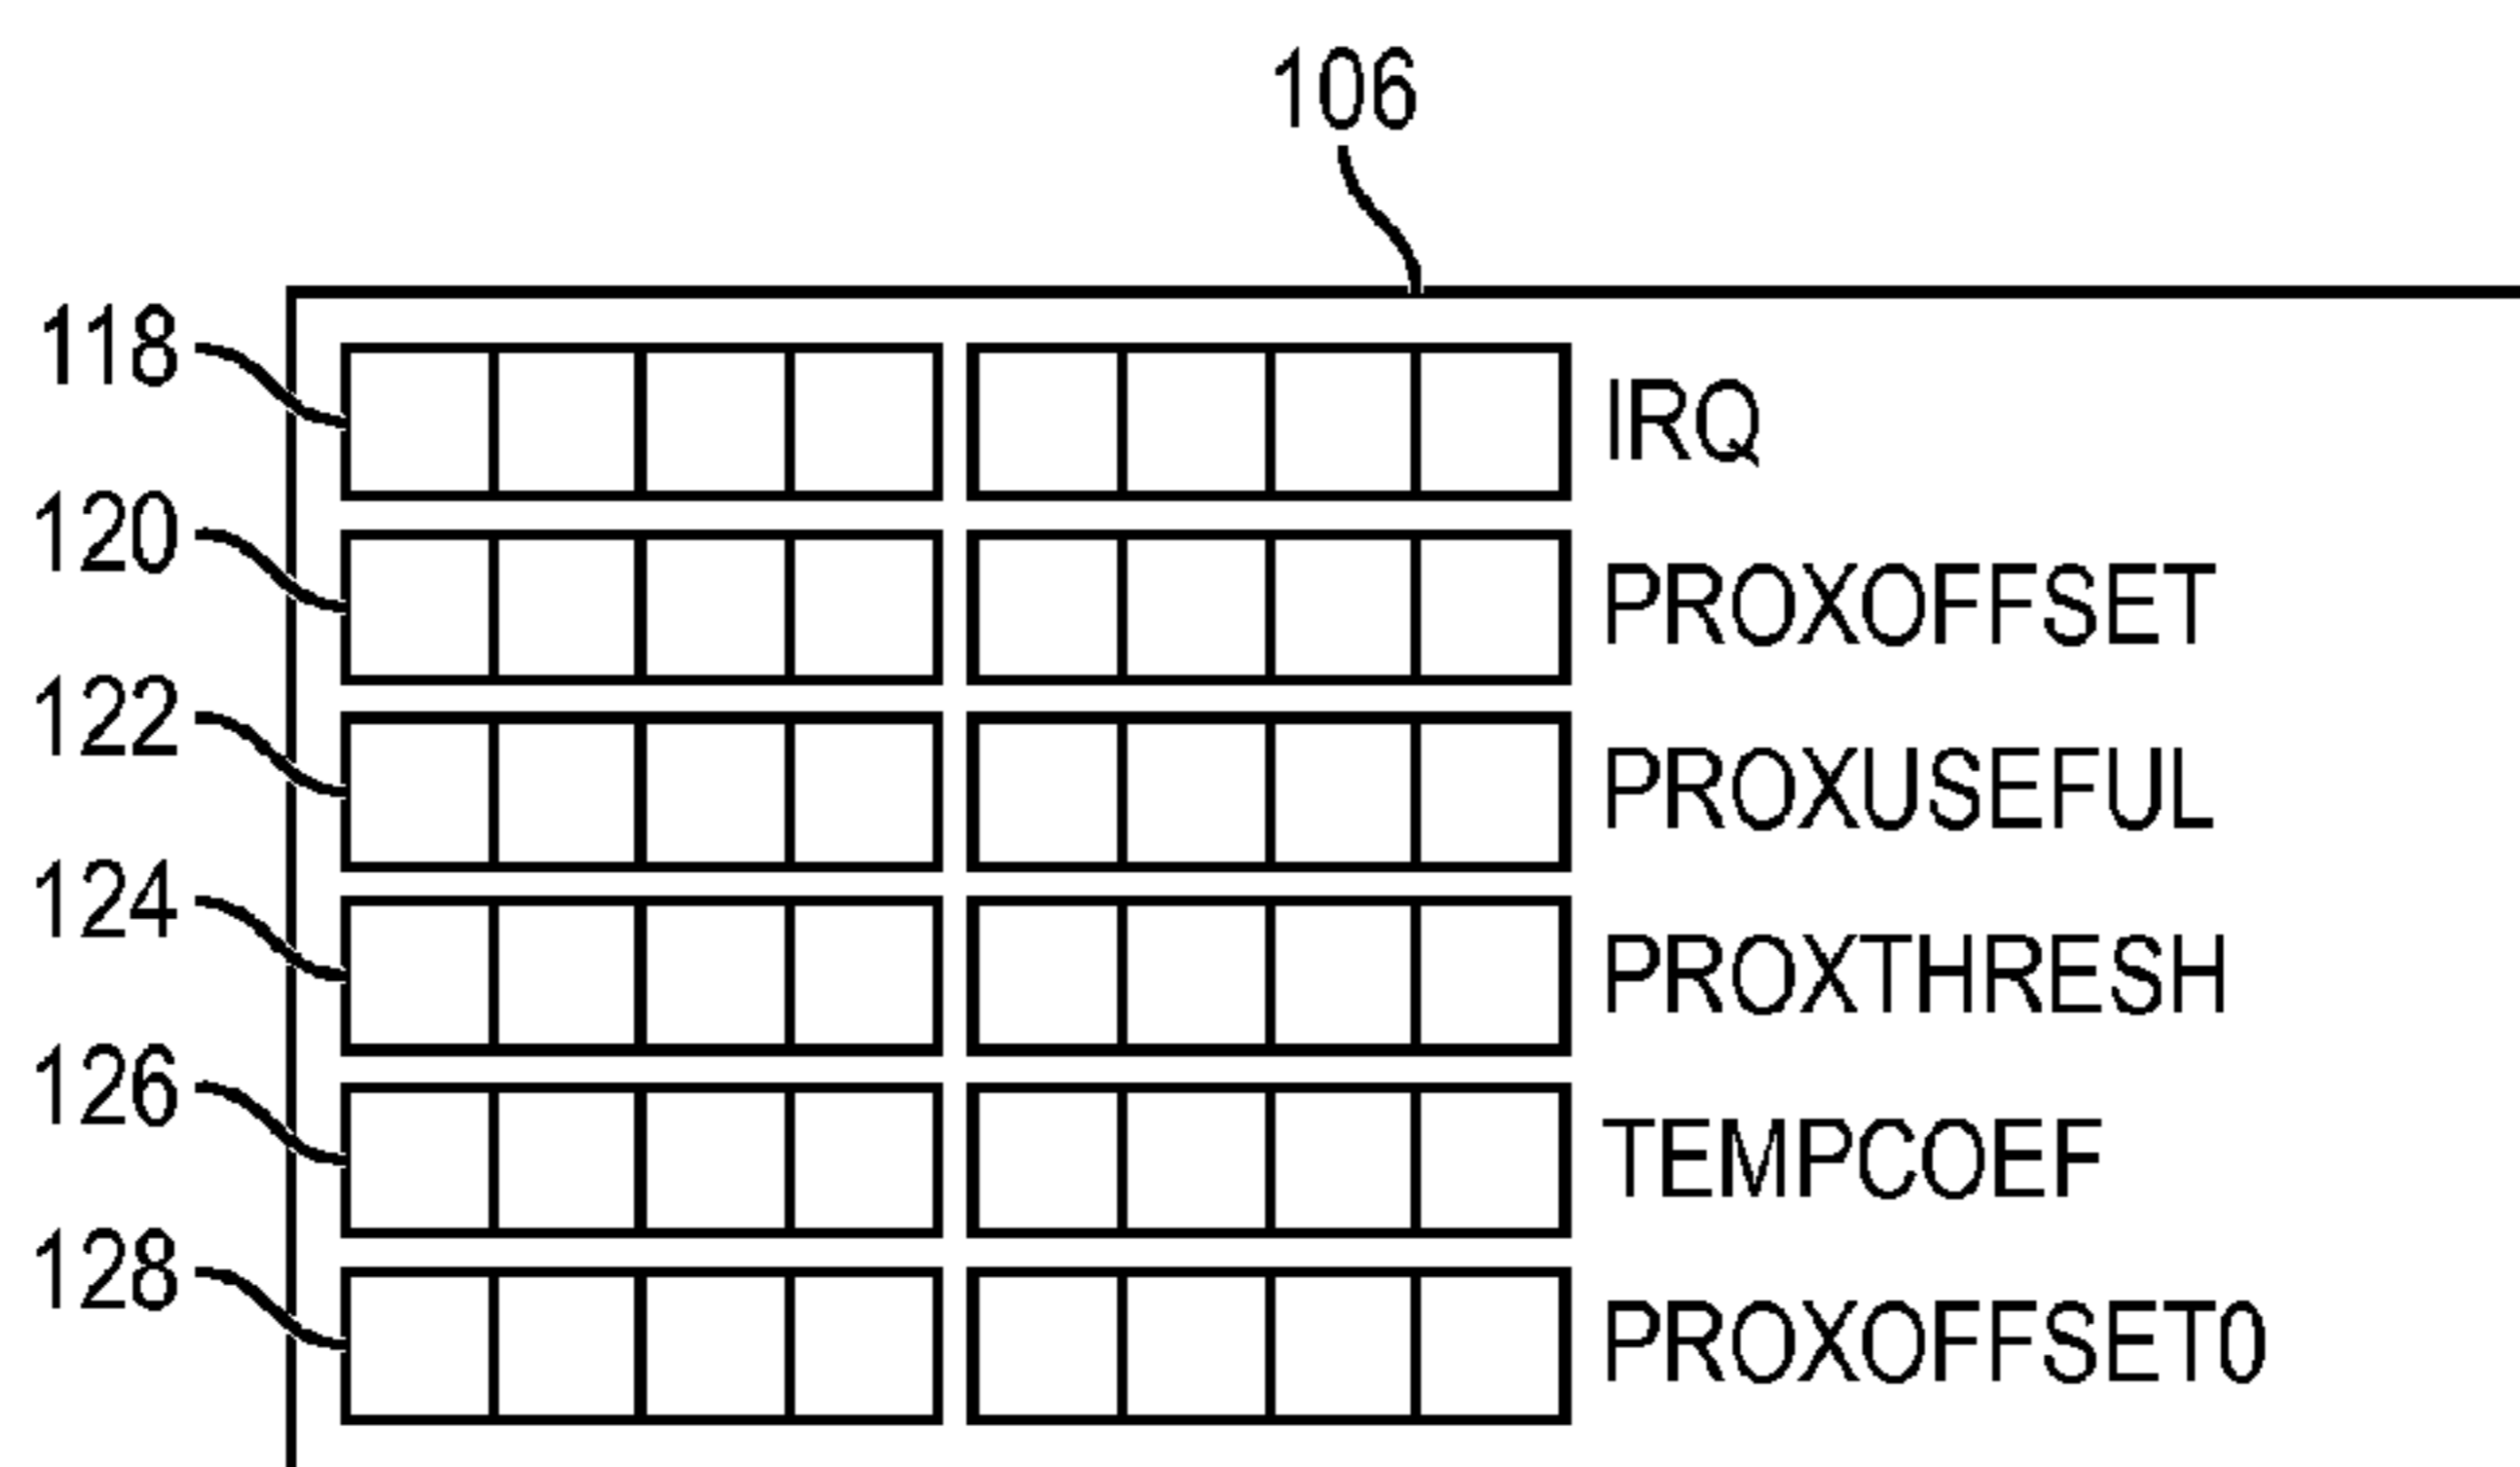 106
118 IRQ
120 PROXOFFSET
122 PROXUSEFUL
124 PROXTHRESH
126 TEMPCOEF
128 PROXOFFSET0